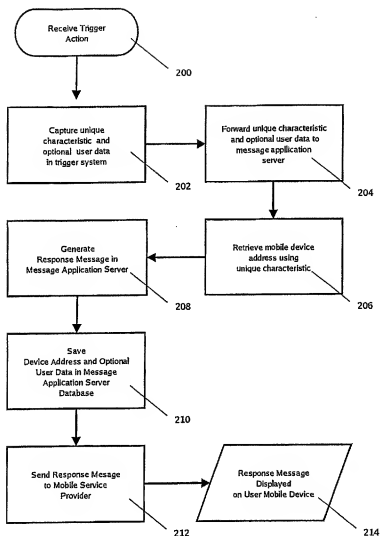 Receive Trigger
Action
200
Capture unique
characteristic and
optional user data
in trigger system
202
Forward unique characteristic
and optional user data to
message application
server
204
Retrieve mobile device
address using
unique characteristic
206
Generate
Response Message in
Message Application Server
208
Save
Device Address and Optional
User Data in Message
Application Server
Database
210
Send Response Mesage
to Mobile Service
Provider
212
Response Message
Displayed
on User Mobile Device
214